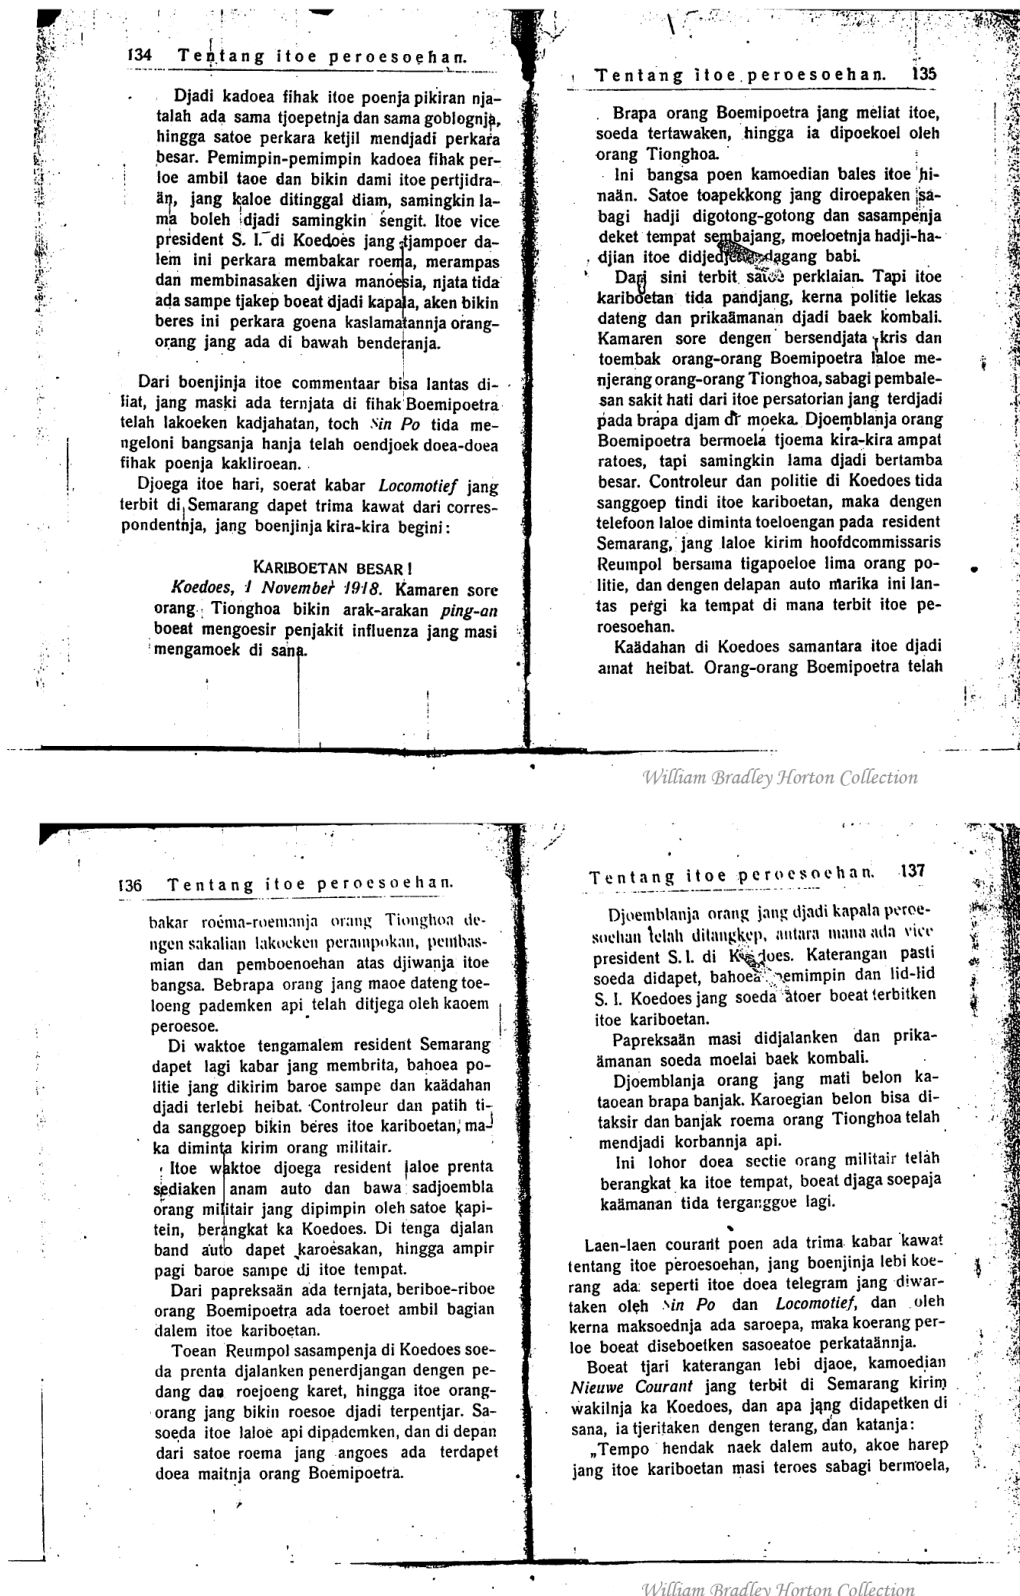 134 Tentang itoe peroesoehan.
Djadi kadoea fihak itoe poenja pikiran nja-
talah ada sama tjoepetnja dan sama goblognja,
hingga satoe perkara ketjil mendjadi perkara
besar. Pemimpin-pemimpin kadoea fihak per-
loe ambil taoe dan bikin dami itoe pertjidra-
än, jang kaloe ditinggal diam, samingkin la-
ma boleh djadi samingkin sengit. Itoe vice
president S. I. di Koedoes jang tjampoer da-
lem ini perkara membakar roema, merampas
dan membinasaken djiwa manoesia, njata tida
ada sampe tjakep boeat djadi kapala, aken bikin
beres ini perkara goena kaslamatannja orang-
orang jang ada di bawah benderanja.
Dari boenjinja itoe commentaar bisa lantas di-
liat, jang maski ada ternjata di fihak Boemipoetra
telah lakoeken kadjahatan, toch Sin Po tida me-
ngeloni bangsanja hanja telah oendjoek doea-doea
fihak poenja kakliroean.
Djoega itoe hari, soerat kabar Locomotief jang
terbit di Semarang dapet trima kawat dari corres-
pondentnja, jang boenjinja kira-kira begini:
KARIBOETAN BESAR!
Koedoes, 1 November 1918. Kamaren sore
orang Tionghoa bikin arak-arakan ping-an
boeat mengoesir penjakit influenza jang masi
mengamoek di sana.
Tentang itoe peroesoehan. 135
Brapa orang Boemipoetra jang meliat itoe,
soeda tertawaken, hingga ia dipoekoel oleh
orang Tionghoa.
Ini bangsa poen kamoedian bales itoe hi-
naän. Satoe toapekkong jang diroepaken sa-
bagi hadji digotong-gotong dan sasampenja
deket tempat sembajang, moeloetnja hadji-ha-
djian itoe dagang babi.
Dari sini terbit satoe perklaian. Tapi itoe
kariboetan tida pandjang, kerna politie lekas
dateng dan prikaämanan djadi baek kombali.
Kamaren sore dengen bersendjata kris dan
toembak orang-orang Boemipoetra laloe me-
njerang orang-orang Tionghoa, sabagi pembale-
san sakit hati dari itoe persatorian jang terdjadi
pada brapa djam di moeka. Djoemblanja orang
Boemipoetra bermoela tjoema kira-kira ampat
ratoes, tapi samingkin lama djadi bertamba
besar. Controleur dan politie di Koedoes tida
sanggoep tindi itoe kariboetan, maka dengen
telefoon laloe diminta toeloengan pada resident
Semarang, jang laloe kirim hoofdcommissaris
Reumpol bersama tigapoeloe lima orang po-
litie, dan dengen delapan auto marika ini lan-
tas pergi ka tempat di mana terbit itoe pe-
roesoehan.
Kaädahan di Koedoes samantara itoe djadi
amat heibat. Orang-orang Boemipoetra telah
William Bradley Horton Collection
136 Tentang itoe peroesoehan.
bakar roema-roemanja orang Tionghoa de-
ngen sakalian lakoeken perampokan, pembas-
mian dan pemboenoehan atas djiwanja itoe
bangsa. Bebrapa orang jang maoe dateng toe-
loeng pademken api telah ditjega oleh kaoem
peroesoe.
Di waktoe tengamalem resident Semarang
dapet lagi kabar jang membrita, bahoea po-
litie jang dikirim baroe sampe dan kaädahan
djadi terlebi heibat. Controleur dan patih ti-
da sanggoep bikin beres itoe kariboetan, ma-
ka diminta kirim orang militair.
Itoe waktoe djoega resident laloe prenta
sediaken anam auto dan bawa sadjoembla
orang militair jang dipimpin oleh satoe kapi-
tein, berangkat ka Koedoes. Di tenga djalan
band auto dapet karoesakan, hingga ampir
pagi baroe sampe di itoe tempat.
Dari papreksaän ada ternjata, beriboe-riboe
orang Boemipoetra ada toeroet ambil bagian
dalem itoe kariboetan.
Toean Reumpol sasampenja di Koedoes soe-
da prenta djalanken penerdjangan dengen pe-
dang dan roejoeng karet, hingga itoe orang-
orang jang bikin roesoe djadi terpentjar. Sa-
soeda itoe laloe api dipademken, dan di depan
dari satoe roema jang angoes ada terdapet
doea maitnja orang Boemipoetra.
Tentang itoe peroesoehan. 137
Djoemblanja orang jang djadi kapala peroe-
soehan telah ditangkep, antara mana ada vice
president S. I. di Koedoes. Katerangan pasti
soeda didapet, bahoea pemimpin dan lid-lid
S. I. Koedoes jang soeda atoer boeat terbitken
itoe kariboetan.
Papreksaän masi didjalanken dan prika-
ämanan soeda moelai baek kombali.
Djoemblanja orang jang mati belon ka-
taoean brapa banjak. Karoegian belon bisa di-
taksir dan banjak roema orang Tionghoa telah
mendjadi korbannja api.
Ini lohor doea sectie orang militair telah
berangkat ka itoe tempat, boeat djaga soepaja
kaämanan tida terganggoe lagi.
Laen-laen courant poen ada trima kabar kawat
tentang itoe peroesoehan, jang boenjinja lebi koe-
rang ada seperti itoe doea telegram jang diwar-
taken oleh Sin Po dan Locomotief, dan oleh
kerna maksoednja ada saroepa, maka koerang per-
loe boeat diseboetken sasoeatoe perkataännja.
Boeat tjari katerangan lebi djaoe, kamoedian
Nieuwe Courant jang terbit di Semarang kirim
wakilnja ka Koedoes, dan apa jang didapetken di
sana, ia tjeritaken dengen terang, dan katanja:
„Tempo hendak naek dalem auto, akoe harep
jang itoe kariboetan masi teroes sabagi bermoela,
William Bradley Horton Collection